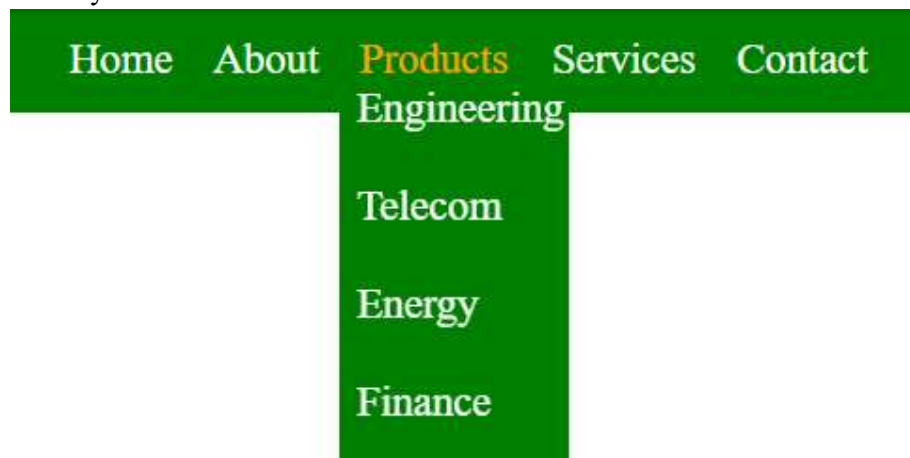 Home About Products Services Contact
Engineering
Telecom
Energy
Finance